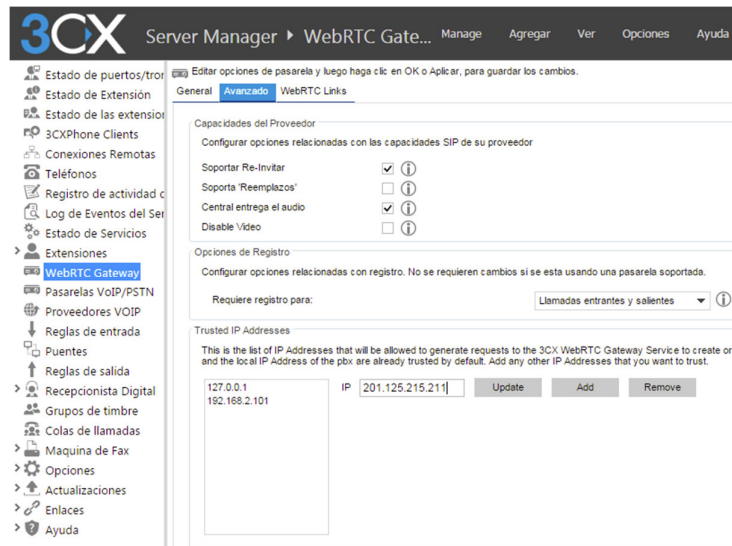 3CX Server Manager ▸ WebRTC Gate... Manage Agregar Ver Opciones Ayuda
Estado de puertos/tror
Estado de Extensión
Estado de las extension
3CXPhone Clients
Conexiones Remotas
Teléfonos
Registro de actividad d
Log de Eventos del Ser
Estado de Servicios
Extensiones
WebRTC Gateway
Pasarelas VoIP/PSTN
Proveedores VOIP
Reglas de entrada
Puentes
Reglas de salida
Recepcionista Digital
Grupos de timbre
Colas de llamadas
Maquina de Fax
Opciones
Actualizaciones
Enlaces
Ayuda
Editar opciones de pasarela y luego haga clic en OK o Aplicar, para guardar los cambios.
General Avanzado WebRTC Links
Capacidades del Proveedor
Configurar opciones relacionadas con las capacidades SIP de su proveedor
Soportar Re-Invitar
Soporta 'Reemplazos'
Central entrega el audio
Disable Video
Opciones de Registro
Configurar opciones relacionadas con registro. No se requieren cambios si se esta usando una pasarela soportada.
Requiere registro para: Llamadas entrantes y salientes
Trusted IP Addresses
This is the list of IP Addresses that will be allowed to generate requests to the 3CX WebRTC Gateway Service to create or
and the local IP Address of the pbx are already trusted by default. Add any other IP Addresses that you want to trust.
127.0.0.1 IP 201.125.215.211 Update Add Remove
192.168.2.101